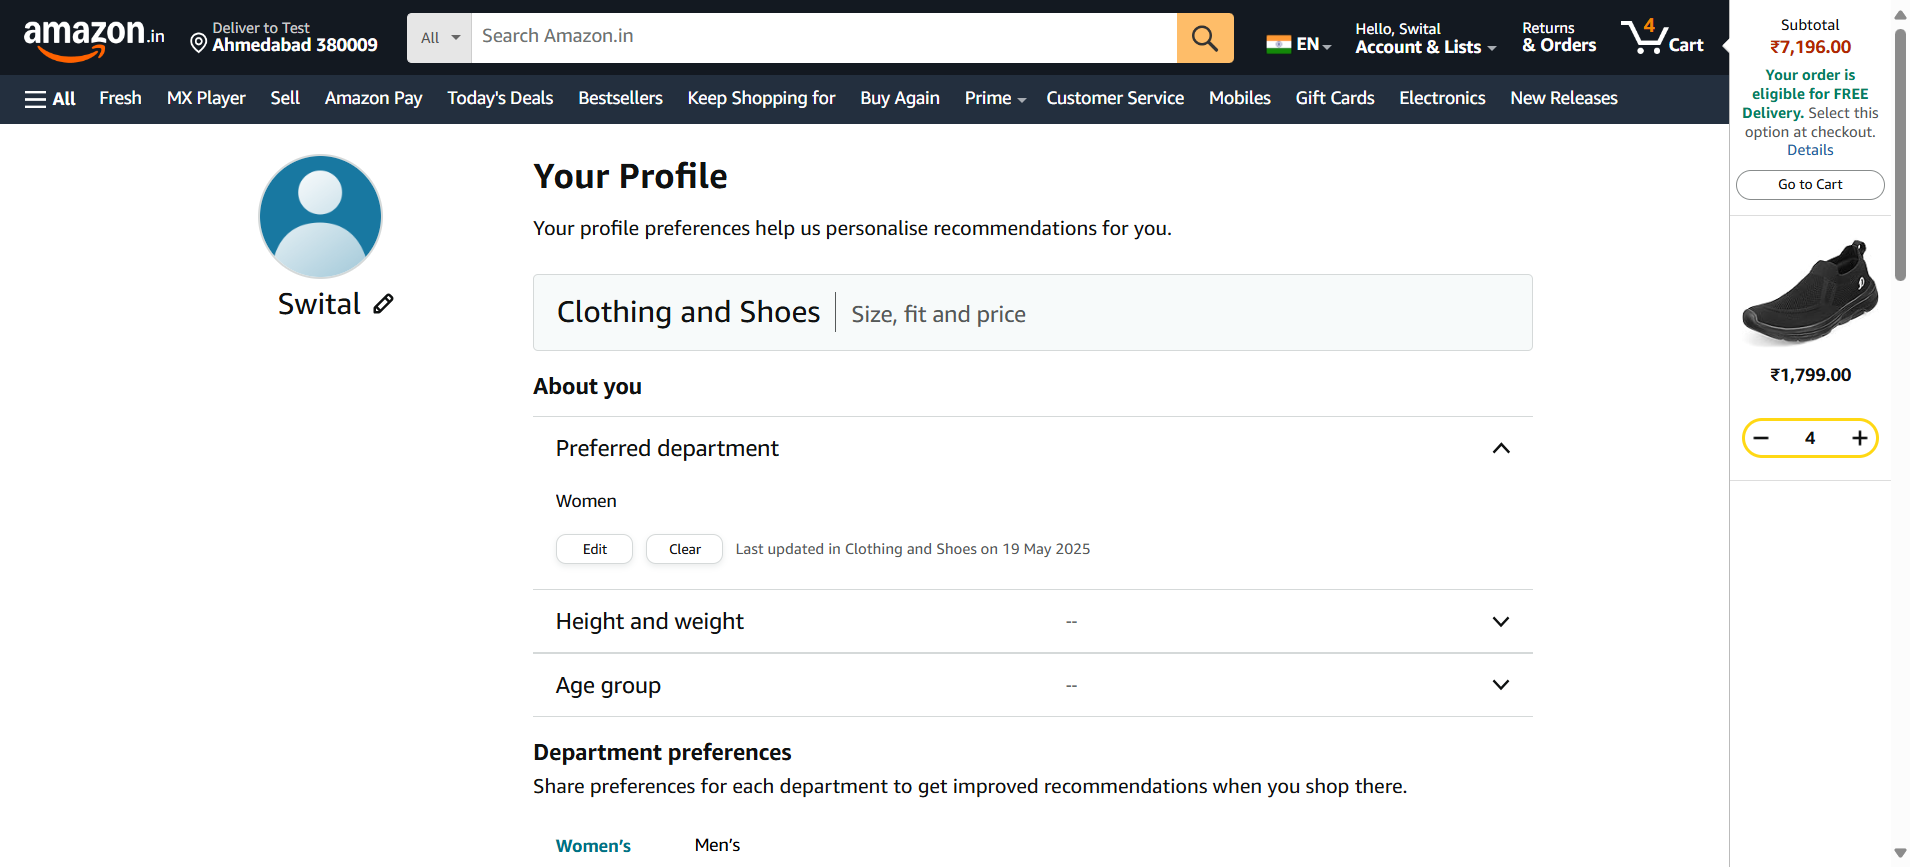 amazon.in
Deliver to Test
Ahmedabad 380009
All
Search Amazon.in
EN
Hello, Swital
Account & Lists
Returns
& Orders
4
Cart
All
Fresh
MX Player
Sell
Amazon Pay
Today's Deals
Bestsellers
Keep Shopping for
Buy Again
Prime
Customer Service
Mobiles
Gift Cards
Electronics
New Releases
Subtotal
₹7,196.00
Your order is
eligible for FREE
Delivery. Select this
option at checkout.
Details
Go to Cart
₹1,799.00
4
Swital
Your Profile
Your profile preferences help us personalise recommendations for you.
Clothing and Shoes
Size, fit and price
About you
Preferred department
Women
Edit
Clear
Last updated in Clothing and Shoes on 19 May 2025
Height and weight
--
Age group
--
Department preferences
Share preferences for each department to get improved recommendations when you shop there.
Women’s
Men’s